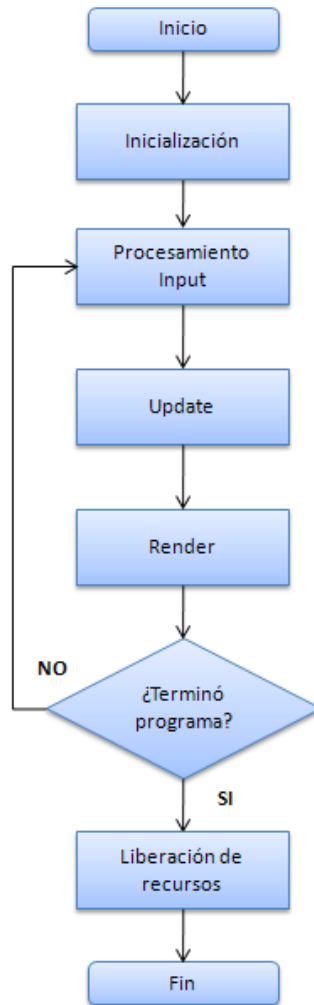 Inicio
Inicialización
Procesamiento
Input
Update
Render
NO
¿Terminó
programa?
SI
Liberación de
recursos
Fin